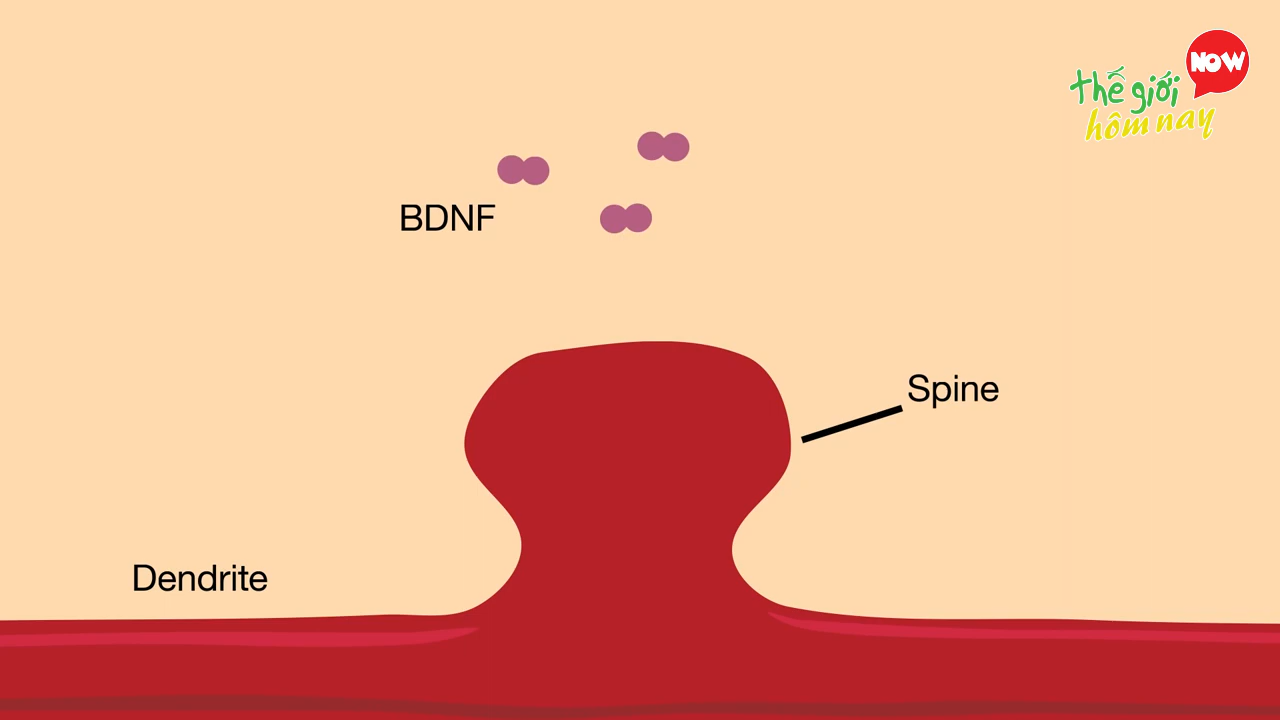 NOW
thế giới
hôm nay
BDNF
Spine
Dendrite